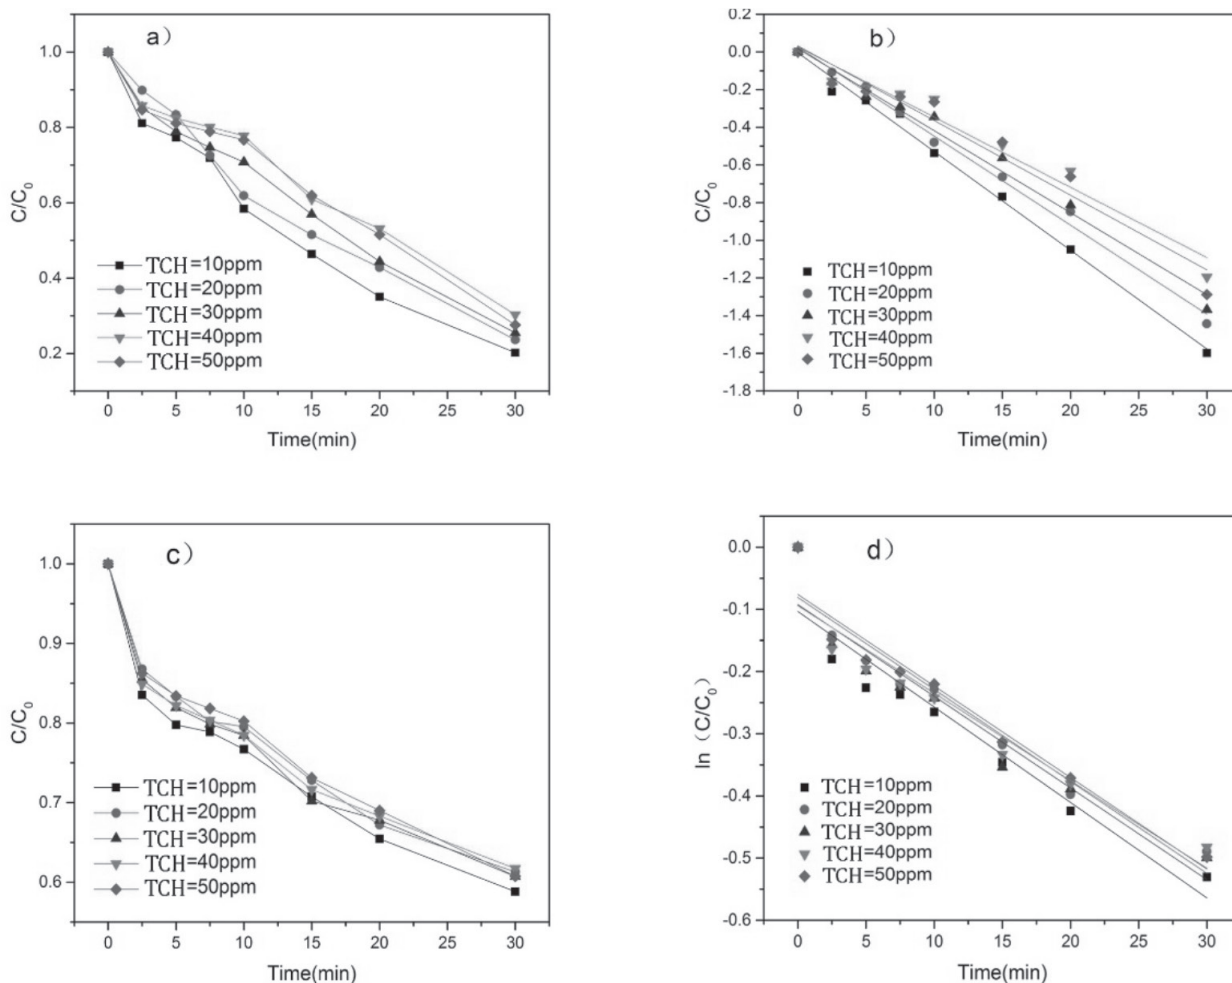 a）
1.0
0.8
0.6
0.4
0.2
C/C0
TCH=10ppm
TCH=20ppm
TCH=30ppm
TCH=40ppm
TCH=50ppm
0 5 10 15 20 25 30
Time(min)
b）
0.2
0.0
-0.2
-0.4
-0.6
-0.8
-1.0
-1.2
-1.4
-1.6
-1.8
C/C0
TCH=10ppm
TCH=20ppm
TCH=30ppm
TCH=40ppm
TCH=50ppm
0 5 10 15 20 25 30
Time(min)
c）
1.0
0.9
0.8
0.7
0.6
C/C0
TCH=10ppm
TCH=20ppm
TCH=30ppm
TCH=40ppm
TCH=50ppm
0 5 10 15 20 25 30
Time(min)
d）
0.0
-0.1
-0.2
-0.3
-0.4
-0.5
-0.6
ln（C/C0）
TCH=10ppm
TCH=20ppm
TCH=30ppm
TCH=40ppm
TCH=50ppm
0 5 10 15 20 25 30
Time(min)